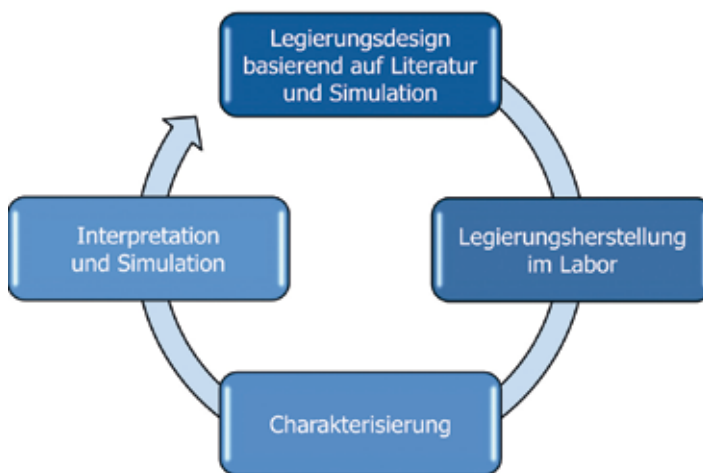 Legierungsdesign
basierend auf Literatur
und Simulation
Legierungsherstellung
im Labor
Charakterisierung
Interpretation
und Simulation